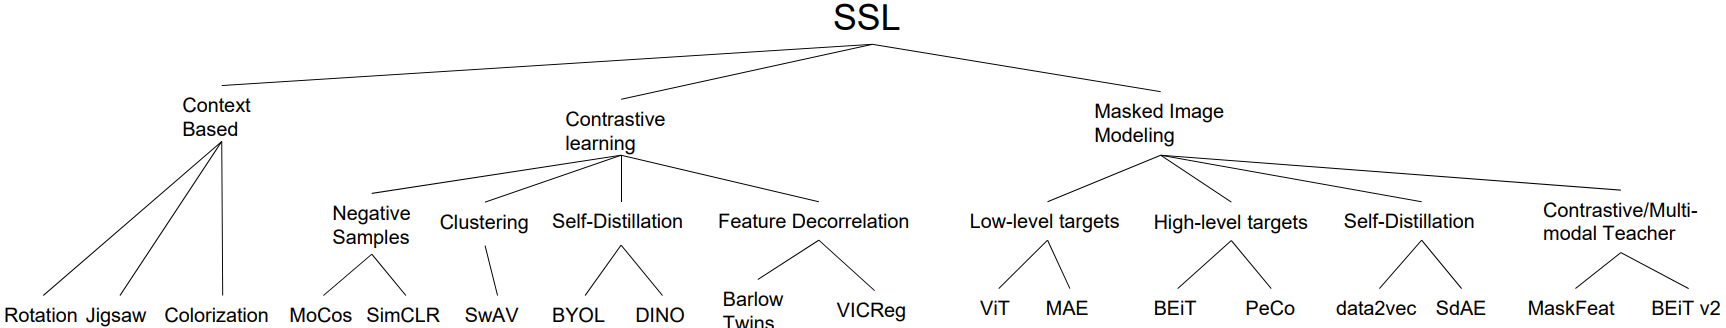 SSL
Context
Based
Contrastive
learning
Masked Image
Modeling
Negative
Samples
Clustering
Self-Distillation
Feature Decorrelation
Low-level targets
High-level targets
Self-Distillation
Contrastive/Multi-
modal Teacher
Rotation
Jigsaw
Colorization
MoCos
SimCLR
SwAV
BYOL
DINO
Barlow
Twins
VICReg
ViT
MAE
BEiT
PeCo
data2vec
SdAE
MaskFeat
BEiT v2